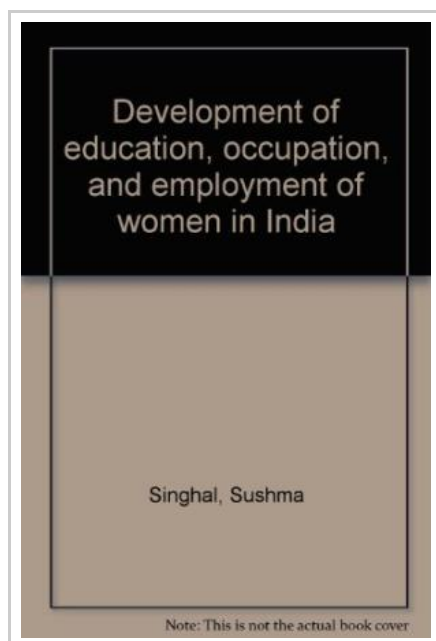 Development of
education, occupation,
and employment of
women in India
Singhal, Sushma
Note: This is not the actual book cover